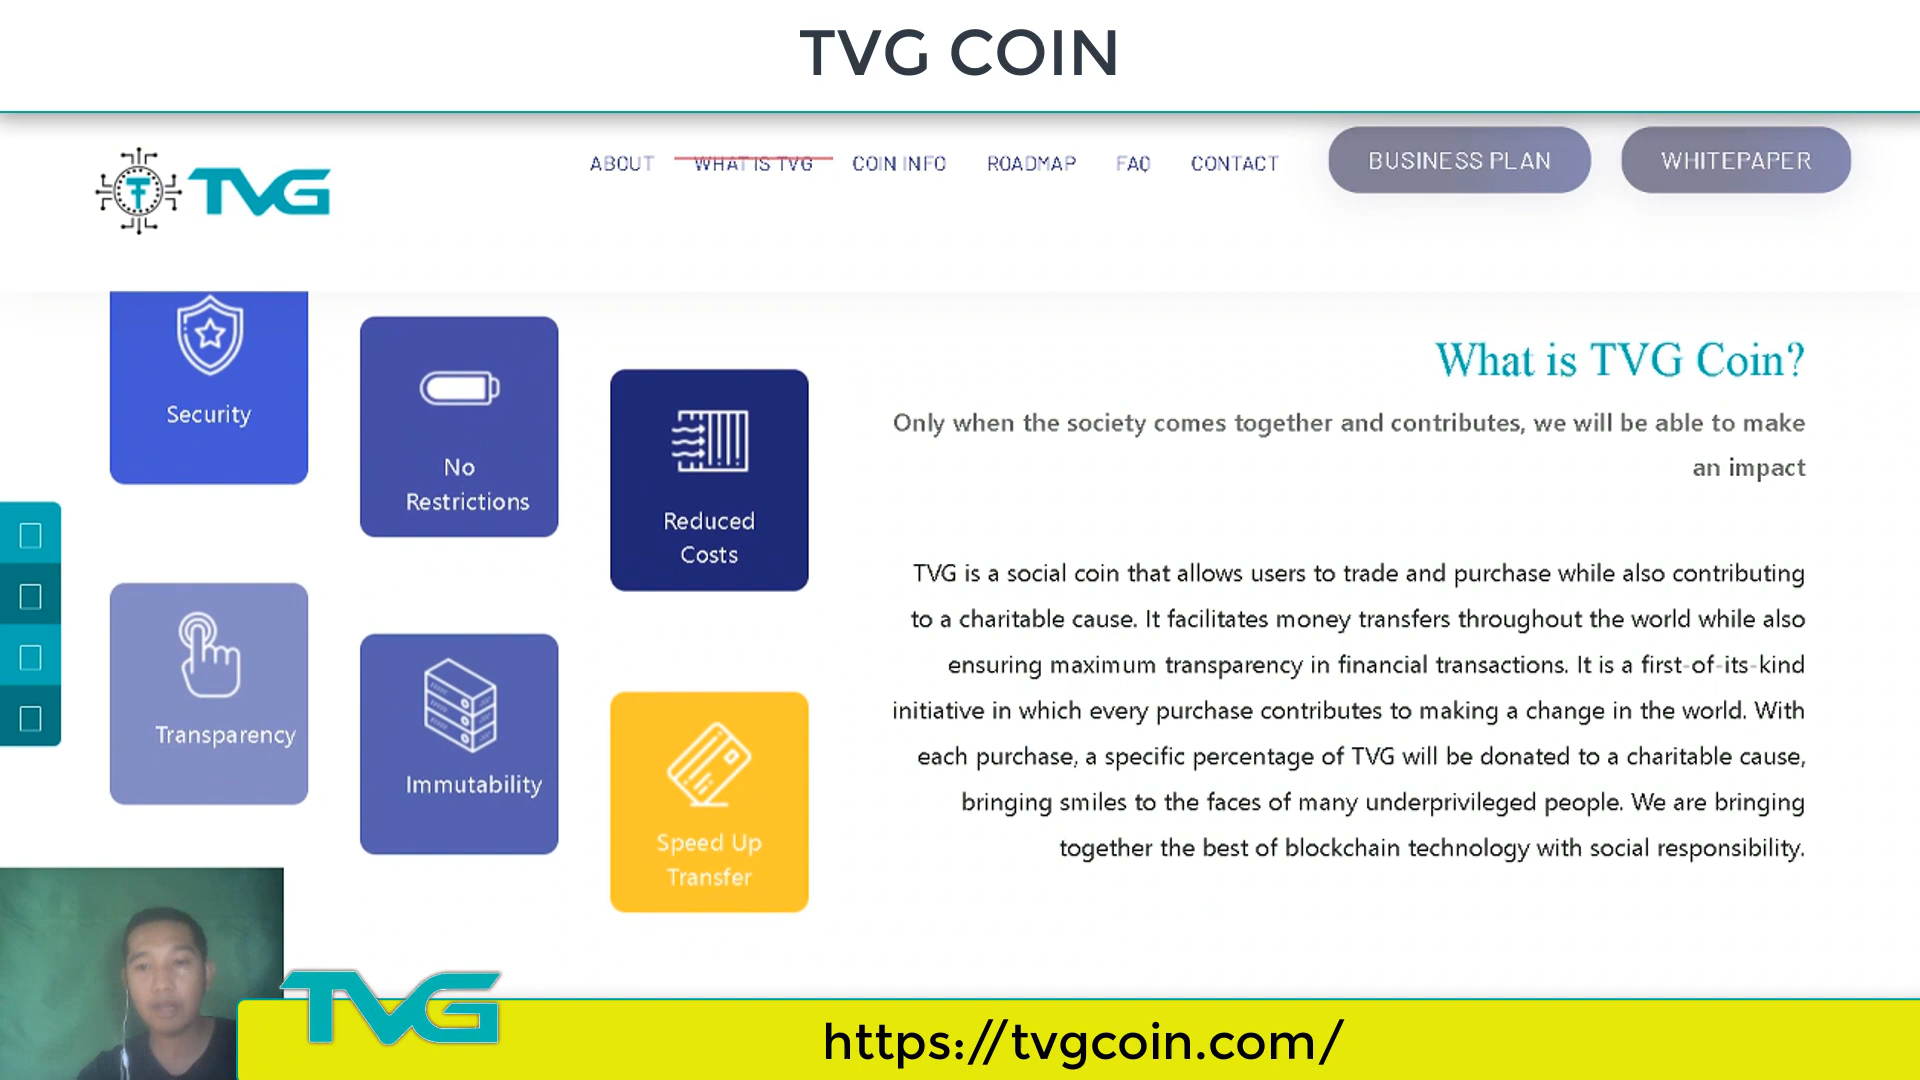 TVG COIN
TVG
ABOUT
WHAT IS TVG
COIN INFO
ROADMAP
FAQ
CONTACT
BUSINESS PLAN
WHITEPAPER
Security
No
Restrictions
Reduced
Costs
Transparency
Immutability
Speed Up
Transfer
What is TVG Coin?
Only when the society comes together and contributes, we will be able to make
an impact
TVG is a social coin that allows users to trade and purchase while also contributing
to a charitable cause. It facilitates money transfers throughout the world while also
ensuring maximum transparency in financial transactions. It is a first-of-its-kind
initiative in which every purchase contributes to making a change in the world. With
each purchase, a specific percentage of TVG will be donated to a charitable cause,
bringing smiles to the faces of many underprivileged people. We are bringing
together the best of blockchain technology with social responsibility.
TVG
https://tvgcoin.com/